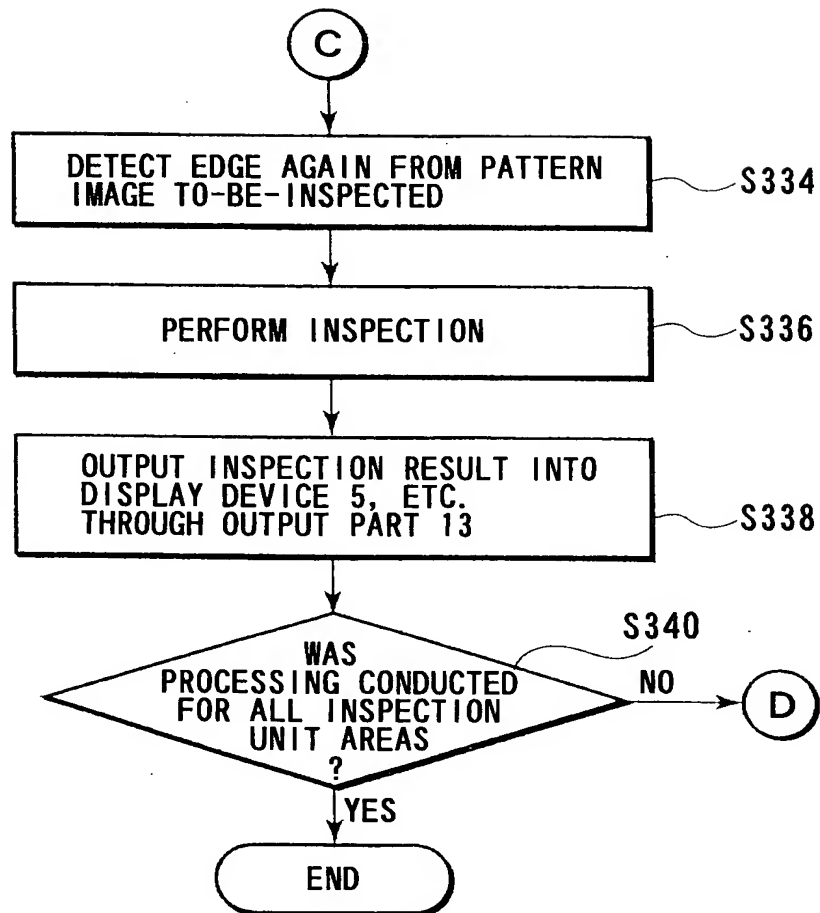 C
DETECT EDGE AGAIN FROM PATTERN
IMAGE TO-BE-INSPECTED
S334
PERFORM INSPECTION
S336
OUTPUT INSPECTION RESULT INTO
DISPLAY DEVICE 5, ETC.
THROUGH OUTPUT PART 13
S338
S340
WAS
PROCESSING CONDUCTED
FOR ALL INSPECTION
UNIT AREAS
?
NO
D
YES
END